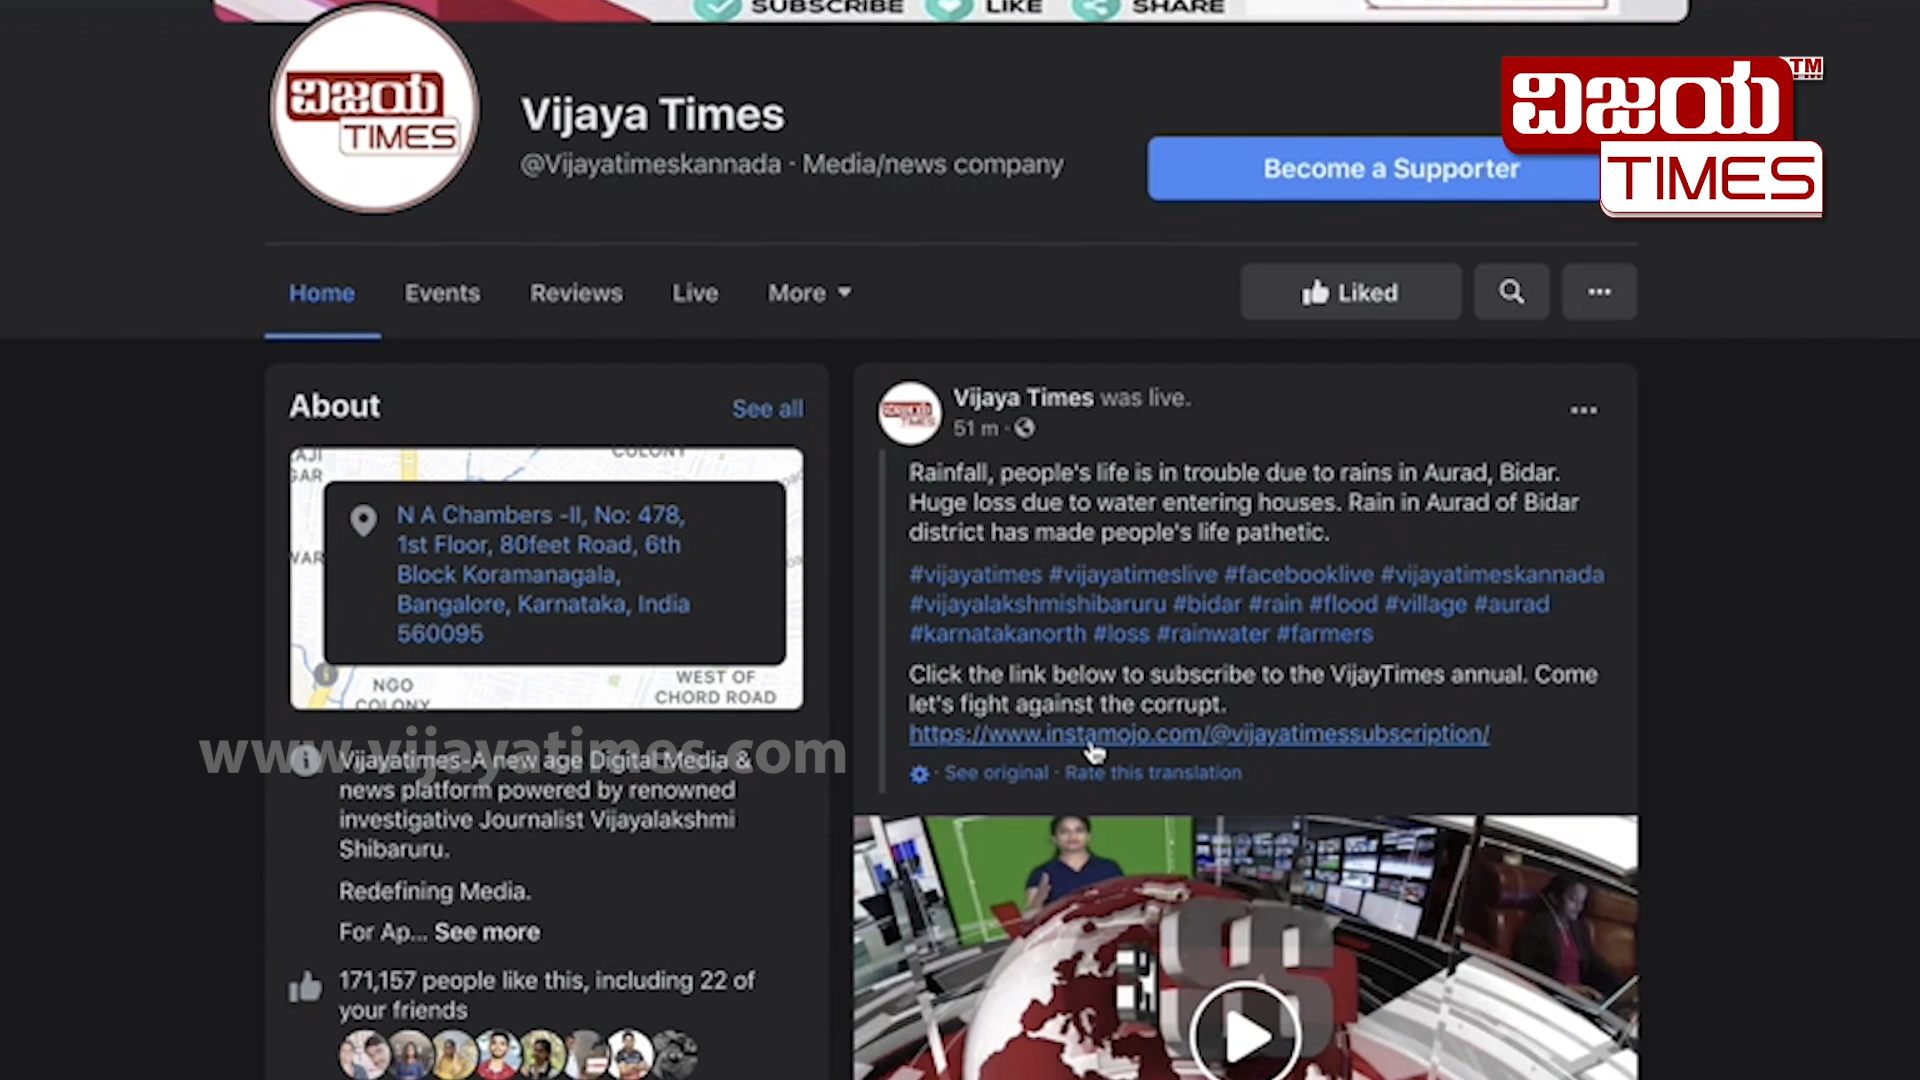 SUBSCRIBE LIKE SHARE
ವಿಜಯ
TIMES
Vijaya Times
@Vijayatimeskannada · Media/news company
Become a Supporter
ವಿಜಯ TM
TIMES
Home Events Reviews Live More
Liked
About See all
COLONY
N A Chambers -II, No: 478,
1st Floor, 80feet Road, 6th
Block Koramanagala,
Bangalore, Karnataka, India
560095
NGO
COLONY
WEST OF
CHORD ROAD
www.vijayatimes.com
Vijayatimes-A new age Digital Media &
news platform powered by renowned
investigative Journalist Vijayalakshmi
Shibaruru.
Redefining Media.
For Ap... See more
171,157 people like this, including 22 of
your friends
Vijaya Times was live.
51 m ·
Rainfall, people's life is in trouble due to rains in Aurad, Bidar.
Huge loss due to water entering houses. Rain in Aurad of Bidar
district has made people's life pathetic.
#vijayatimes #vijayatimeslive #facebooklive #vijayatimeskannada
#vijayalakshmishibaruru #bidar #rain #flood #village #aurad
#karnatakanorth #loss #rainwater #farmers
Click the link below to subscribe to the VijayTimes annual. Come
let's fight against the corrupt.
https://www.instamojo.com/@vijayatimessubscription/
· See original · Rate this translation